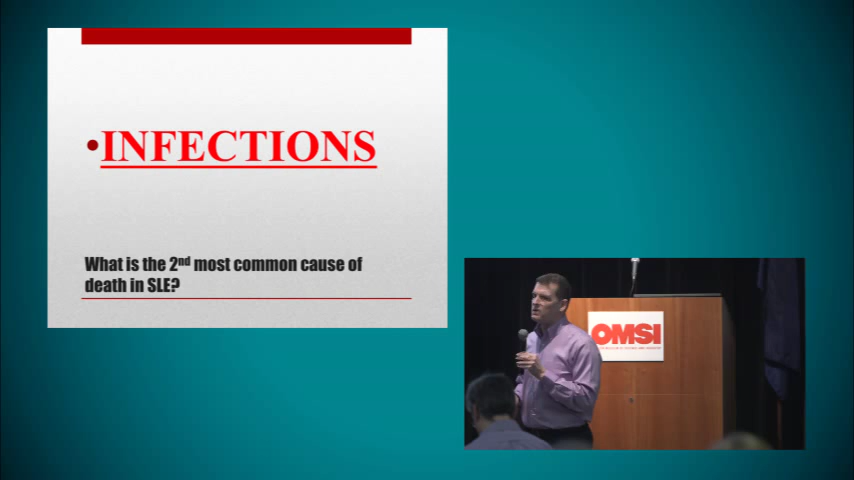 •INFECTIONS
What is the 2nd most common cause of
death in SLE?
OMSI